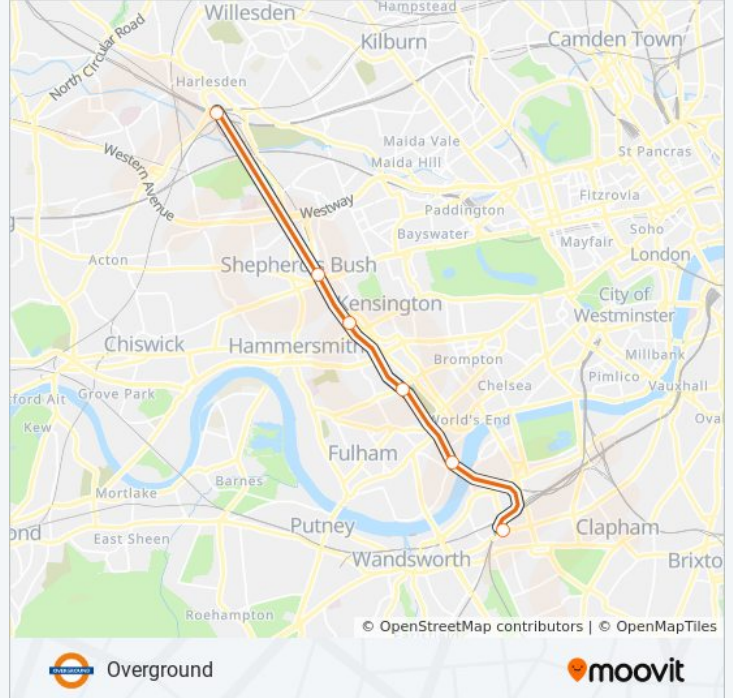 Willesden
Hampstead
Kilburn
Camden Town
North Circular Road
Harlesden
Maida Vale
St Pancras
Western Avenue
Maida Hill
Westway
Fitzrovia
Paddington
Soho
Bayswater
Mayfair
London
Acton
Shepherds Bush
Kensington
City of
Westminster
Chiswick
Hammersmith
Brompton
Millbank
Pimlico
Chelsea
Vauxhall
Grove Park
World's End
Kew
Fulham
Barnes
Mortlake
Putney
Clapham
East Sheen
Wandsworth
Roehampton
© OpenStreetMap contributors | © OpenMapTiles
OVERGROUND
Overground
moovit